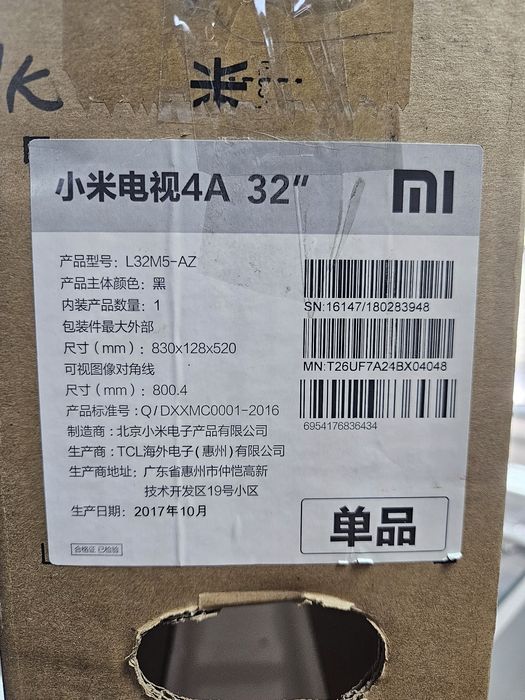 小米电视4A 32"
mi
产品型号：L32M5-AZ
产品主体颜色：黑
内装产品数量：1
包装件最大外部
尺寸（mm）：830x128x520
可视图像对角线
尺寸（mm）：800.4
产品标准号：Q/DXXMC0001-2016
制造商：北京小米电子产品有限公司
生产商：TCL海外电子(惠州)有限公司
生产商地址：广东省惠州市仲恺高新
技术开发区19号小区
生产日期：2017年10月
SN:16147/180283948
MN:T26UF7A24BX04048
6954176836434
单品
合格证 已检验